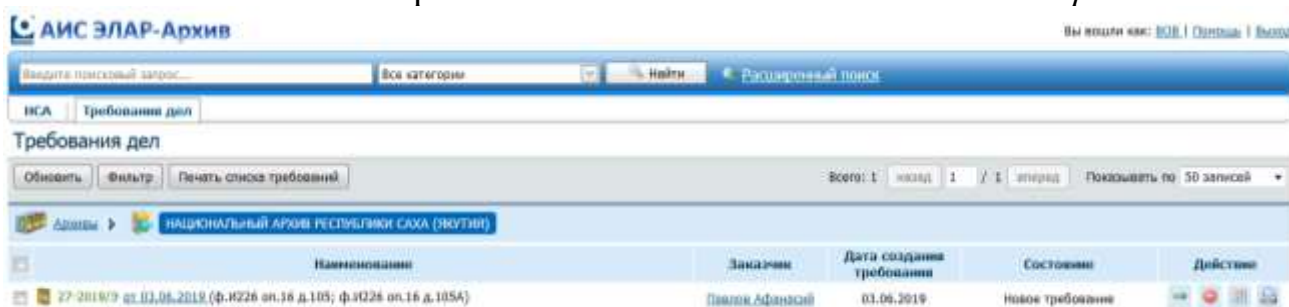 АИС ЭЛАР-Архив
Вы вошли как: ВОВ | Помощь | Выход
Введите поисковый запрос... Все категории Найти Расширенный поиск
НСА Требования дел
Требования дел
Обновить Фильтр Печать списка требований Всего: 1 назад 1 / 1 вперед Показывать по 50 записей
Архивы НАЦИОНАЛЬНЫЙ АРХИВ РЕСПУБЛИКИ САХА (ЯКУТИЯ)
Наименование Заказчик Дата создания требования Состояние Действие
27-2019/9 от 03.06.2019 (ф.И226 оп.16 д.105; ф.И226 оп.16 д.105А) Павлов Афанасий 03.06.2019 Новое требование